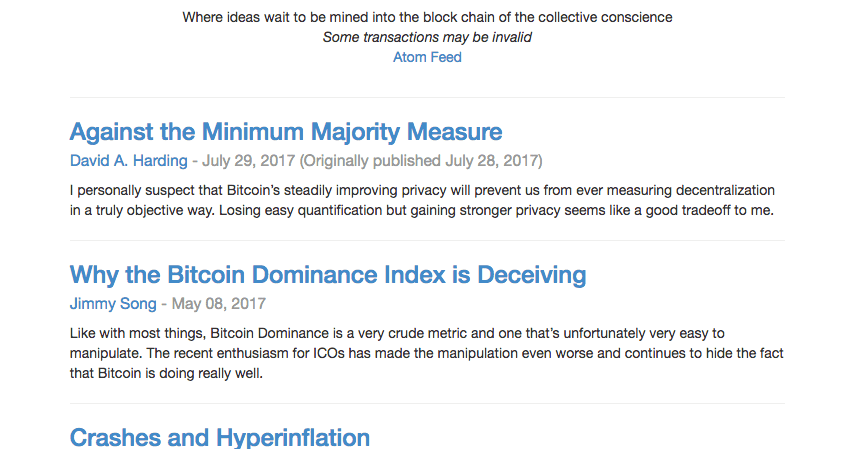 Where ideas wait to be mined into the block chain of the collective conscience
Some transactions may be invalid
Atom Feed
Against the Minimum Majority Measure
David A. Harding - July 29, 2017 (Originally published July 28, 2017)
I personally suspect that Bitcoin’s steadily improving privacy will prevent us from ever measuring decentralization
in a truly objective way. Losing easy quantification but gaining stronger privacy seems like a good tradeoff to me.
Why the Bitcoin Dominance Index is Deceiving
Jimmy Song - May 08, 2017
Like with most things, Bitcoin Dominance is a very crude metric and one that’s unfortunately very easy to
manipulate. The recent enthusiasm for ICOs has made the manipulation even worse and continues to hide the fact
that Bitcoin is doing really well.
Crashes and Hyperinflation